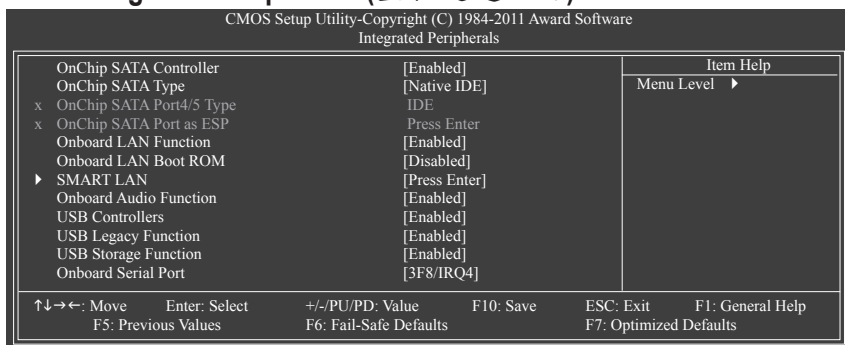 CMOS Setup Utility-Copyright (C) 1984-2011 Award Software
Integrated Peripherals
OnChip SATA Controller [Enabled]
OnChip SATA Type [Native IDE]
x OnChip SATA Port4/5 Type IDE
x OnChip SATA Port as ESP Press Enter
Onboard LAN Function [Enabled]
Onboard LAN Boot ROM [Disabled]
▶ SMART LAN [Press Enter]
Onboard Audio Function [Enabled]
USB Controllers [Enabled]
USB Legacy Function [Enabled]
USB Storage Function [Enabled]
Onboard Serial Port [3F8/IRQ4]
Item Help
Menu Level ▶
↑↓→←: Move Enter: Select +/-/PU/PD: Value F10: Save ESC: Exit F1: General Help
F5: Previous Values F6: Fail-Safe Defaults F7: Optimized Defaults